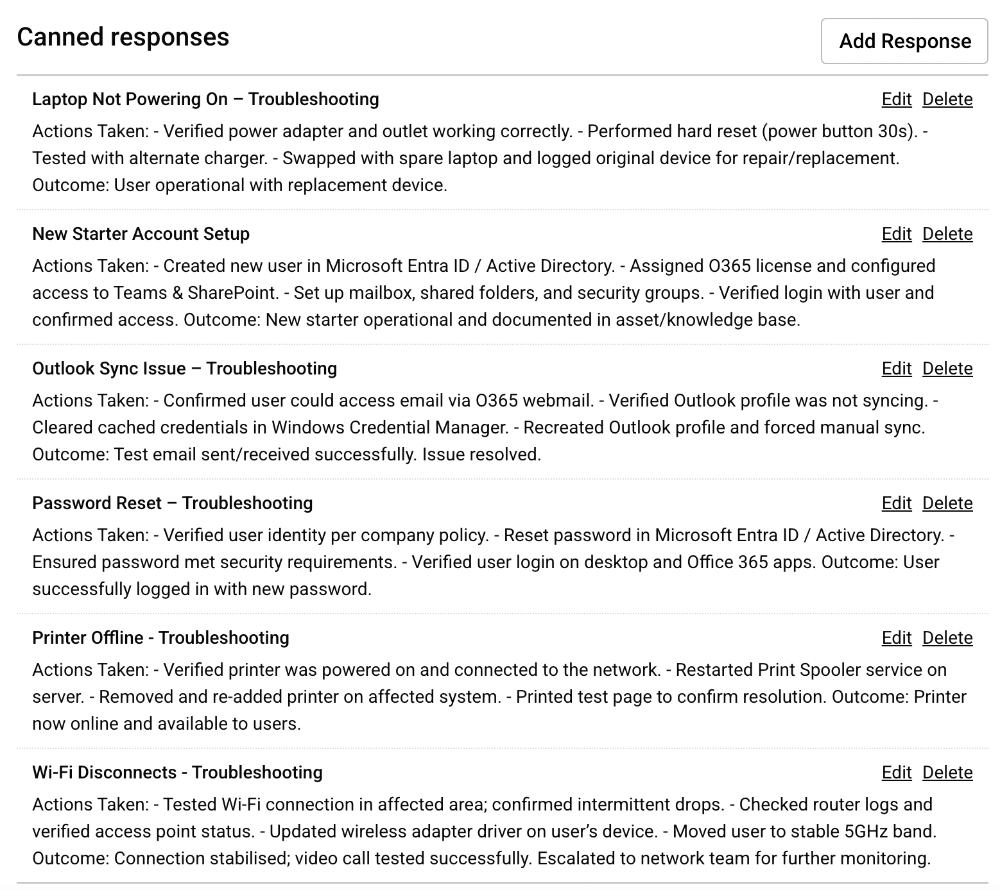 Canned responses
Add Response
Laptop Not Powering On – Troubleshooting
Edit Delete
Actions Taken: - Verified power adapter and outlet working correctly. - Performed hard reset (power button 30s). -
Tested with alternate charger. - Swapped with spare laptop and logged original device for repair/replacement.
Outcome: User operational with replacement device.
New Starter Account Setup
Edit Delete
Actions Taken: - Created new user in Microsoft Entra ID / Active Directory. - Assigned O365 license and configured
access to Teams & SharePoint. - Set up mailbox, shared folders, and security groups. - Verified login with user and
confirmed access. Outcome: New starter operational and documented in asset/knowledge base.
Outlook Sync Issue – Troubleshooting
Edit Delete
Actions Taken: - Confirmed user could access email via O365 webmail. - Verified Outlook profile was not syncing. -
Cleared cached credentials in Windows Credential Manager. - Recreated Outlook profile and forced manual sync.
Outcome: Test email sent/received successfully. Issue resolved.
Password Reset – Troubleshooting
Edit Delete
Actions Taken: - Verified user identity per company policy. - Reset password in Microsoft Entra ID / Active Directory. -
Ensured password met security requirements. - Verified user login on desktop and Office 365 apps. Outcome: User
successfully logged in with new password.
Printer Offline - Troubleshooting
Edit Delete
Actions Taken: - Verified printer was powered on and connected to the network. - Restarted Print Spooler service on
server. - Removed and re-added printer on affected system. - Printed test page to confirm resolution. Outcome: Printer
now online and available to users.
Wi-Fi Disconnects - Troubleshooting
Edit Delete
Actions Taken: - Tested Wi-Fi connection in affected area; confirmed intermittent drops. - Checked router logs and
verified access point status. - Updated wireless adapter driver on user’s device. - Moved user to stable 5GHz band.
Outcome: Connection stabilised; video call tested successfully. Escalated to network team for further monitoring.